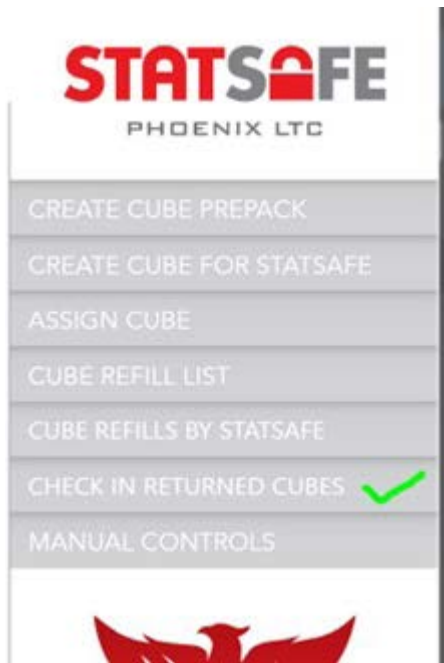 STATSAFE
PHOENIX LTC
CREATE CUBE PREPACK
CREATE CUBE FOR STATSAFE
ASSIGN CUBE
CUBE REFILL LIST
CUBE REFILLS BY STATSAFE
CHECK IN RETURNED CUBES
MANUAL CONTROLS